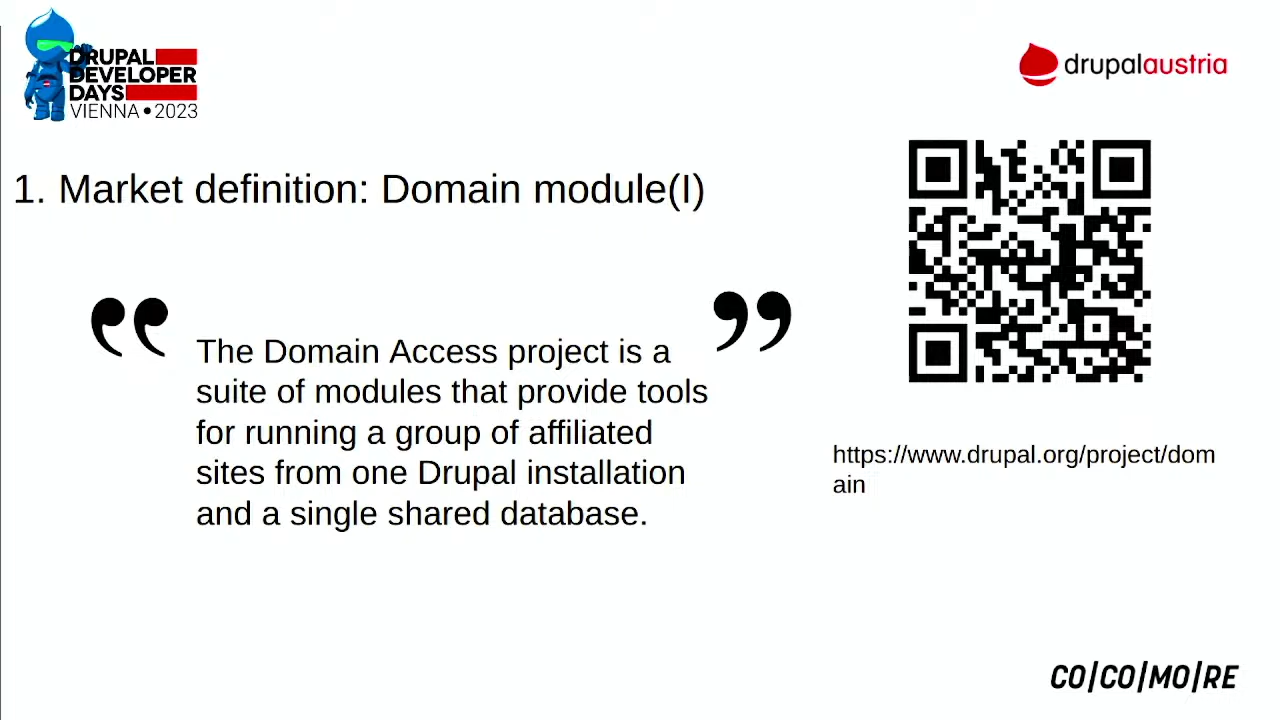 DRUPAL
DEVELOPER
DAYS
VIENNA • 2023
drupalaustria
1. Market definition: Domain module(I)
“ ”
The Domain Access project is a
suite of modules that provide tools
for running a group of affiliated
sites from one Drupal installation
and a single shared database.
https://www.drupal.org/project/dom
ain
CO|CO|MO|RE